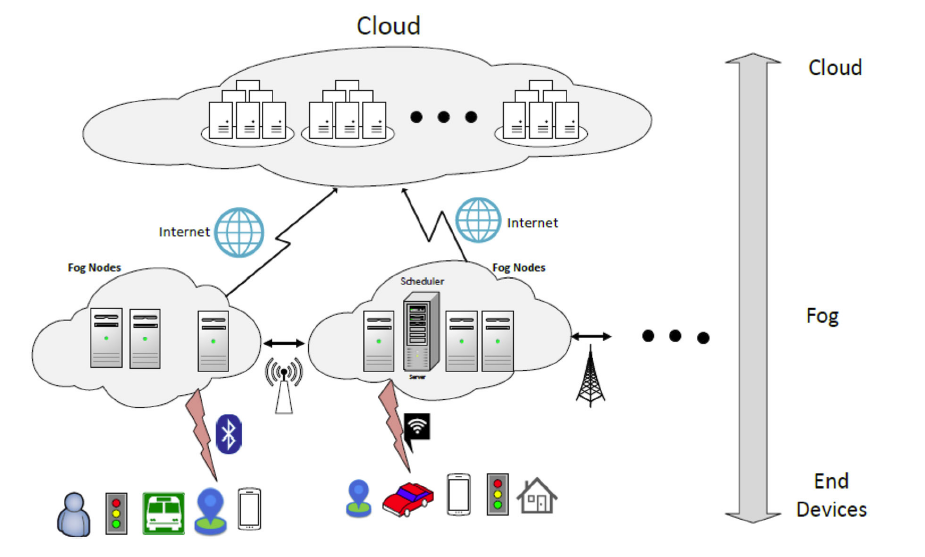 Cloud
Cloud
Internet
Internet
Fog Nodes
Fog Nodes
Scheduler
Server
Fog
End
Devices